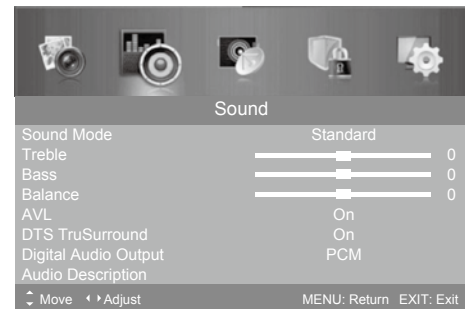 Sound
Sound Mode Standard
Treble 0
Bass 0
Balance 0
AVL On
DTS TruSurround On
Digital Audio Output PCM
Audio Description
Move Adjust MENU: Return EXIT: Exit